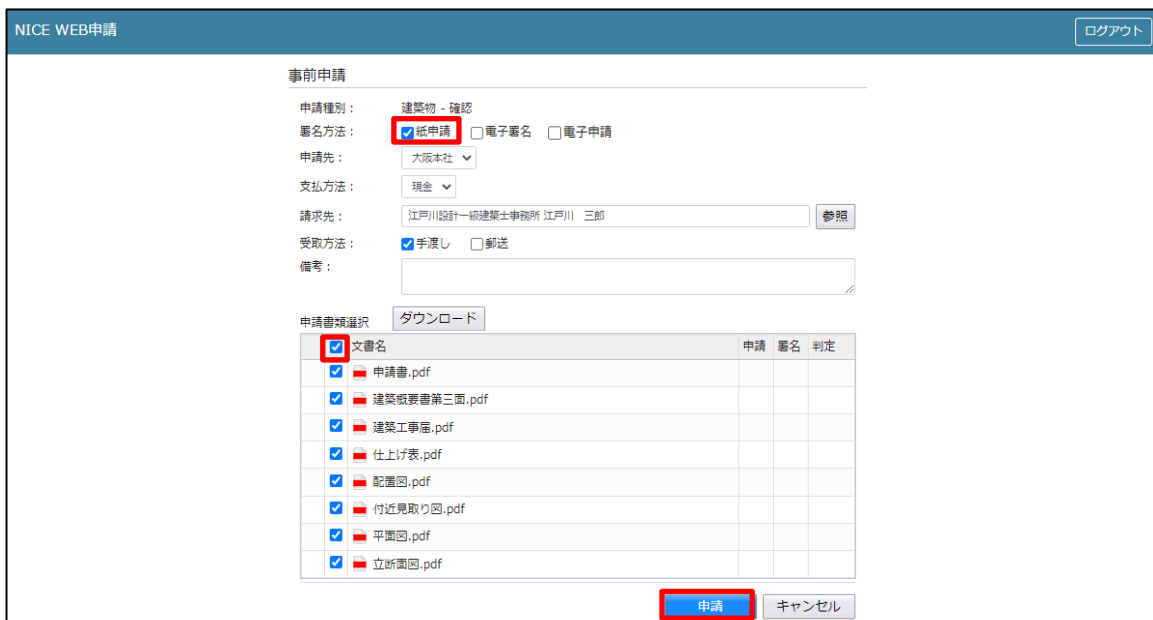 NICE WEB申請 ログアウト
事前申請
申請種別： 建築物 - 確認
署名方法： 紙申請 電子署名 電子申請
申請先： 大阪本社
支払方法： 現金
請求先： 江戸川設計一級建築士事務所 江戸川　三郎 参照
受取方法： 手渡し 郵送
備考：
申請書類選択 ダウンロード
文書名 申請 署名 判定
申請書.pdf
建築概要書第三面.pdf
建築工事届.pdf
仕上げ表.pdf
配置図.pdf
付近見取り図.pdf
平面図.pdf
立断面図.pdf
申請 キャンセル